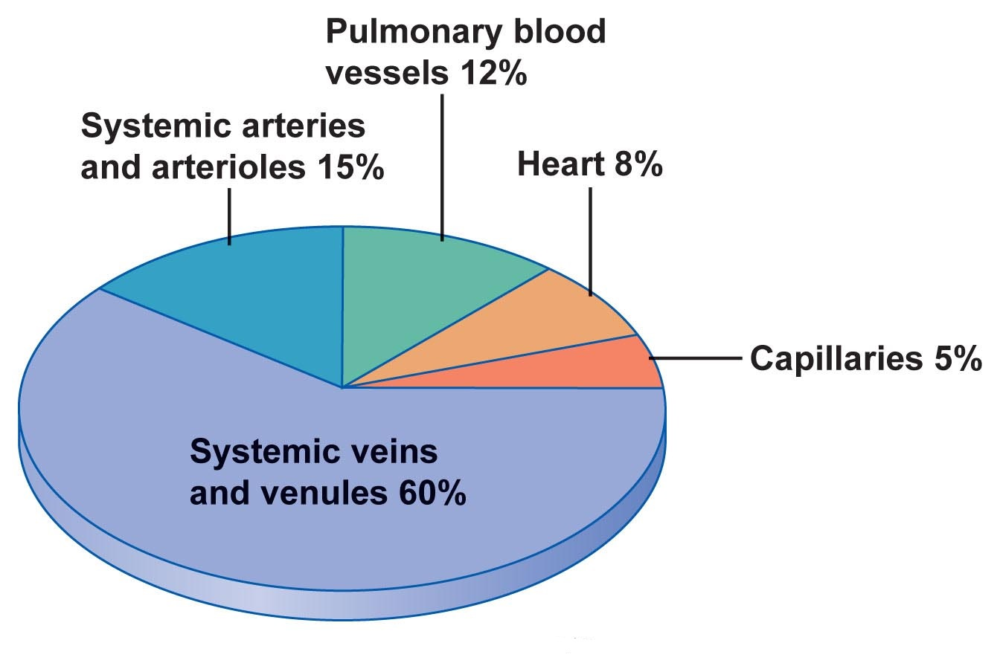 Pulmonary blood
vessels 12%
Systemic arteries
and arterioles 15%
Heart 8%
Capillaries 5%
Systemic veins
and venules 60%